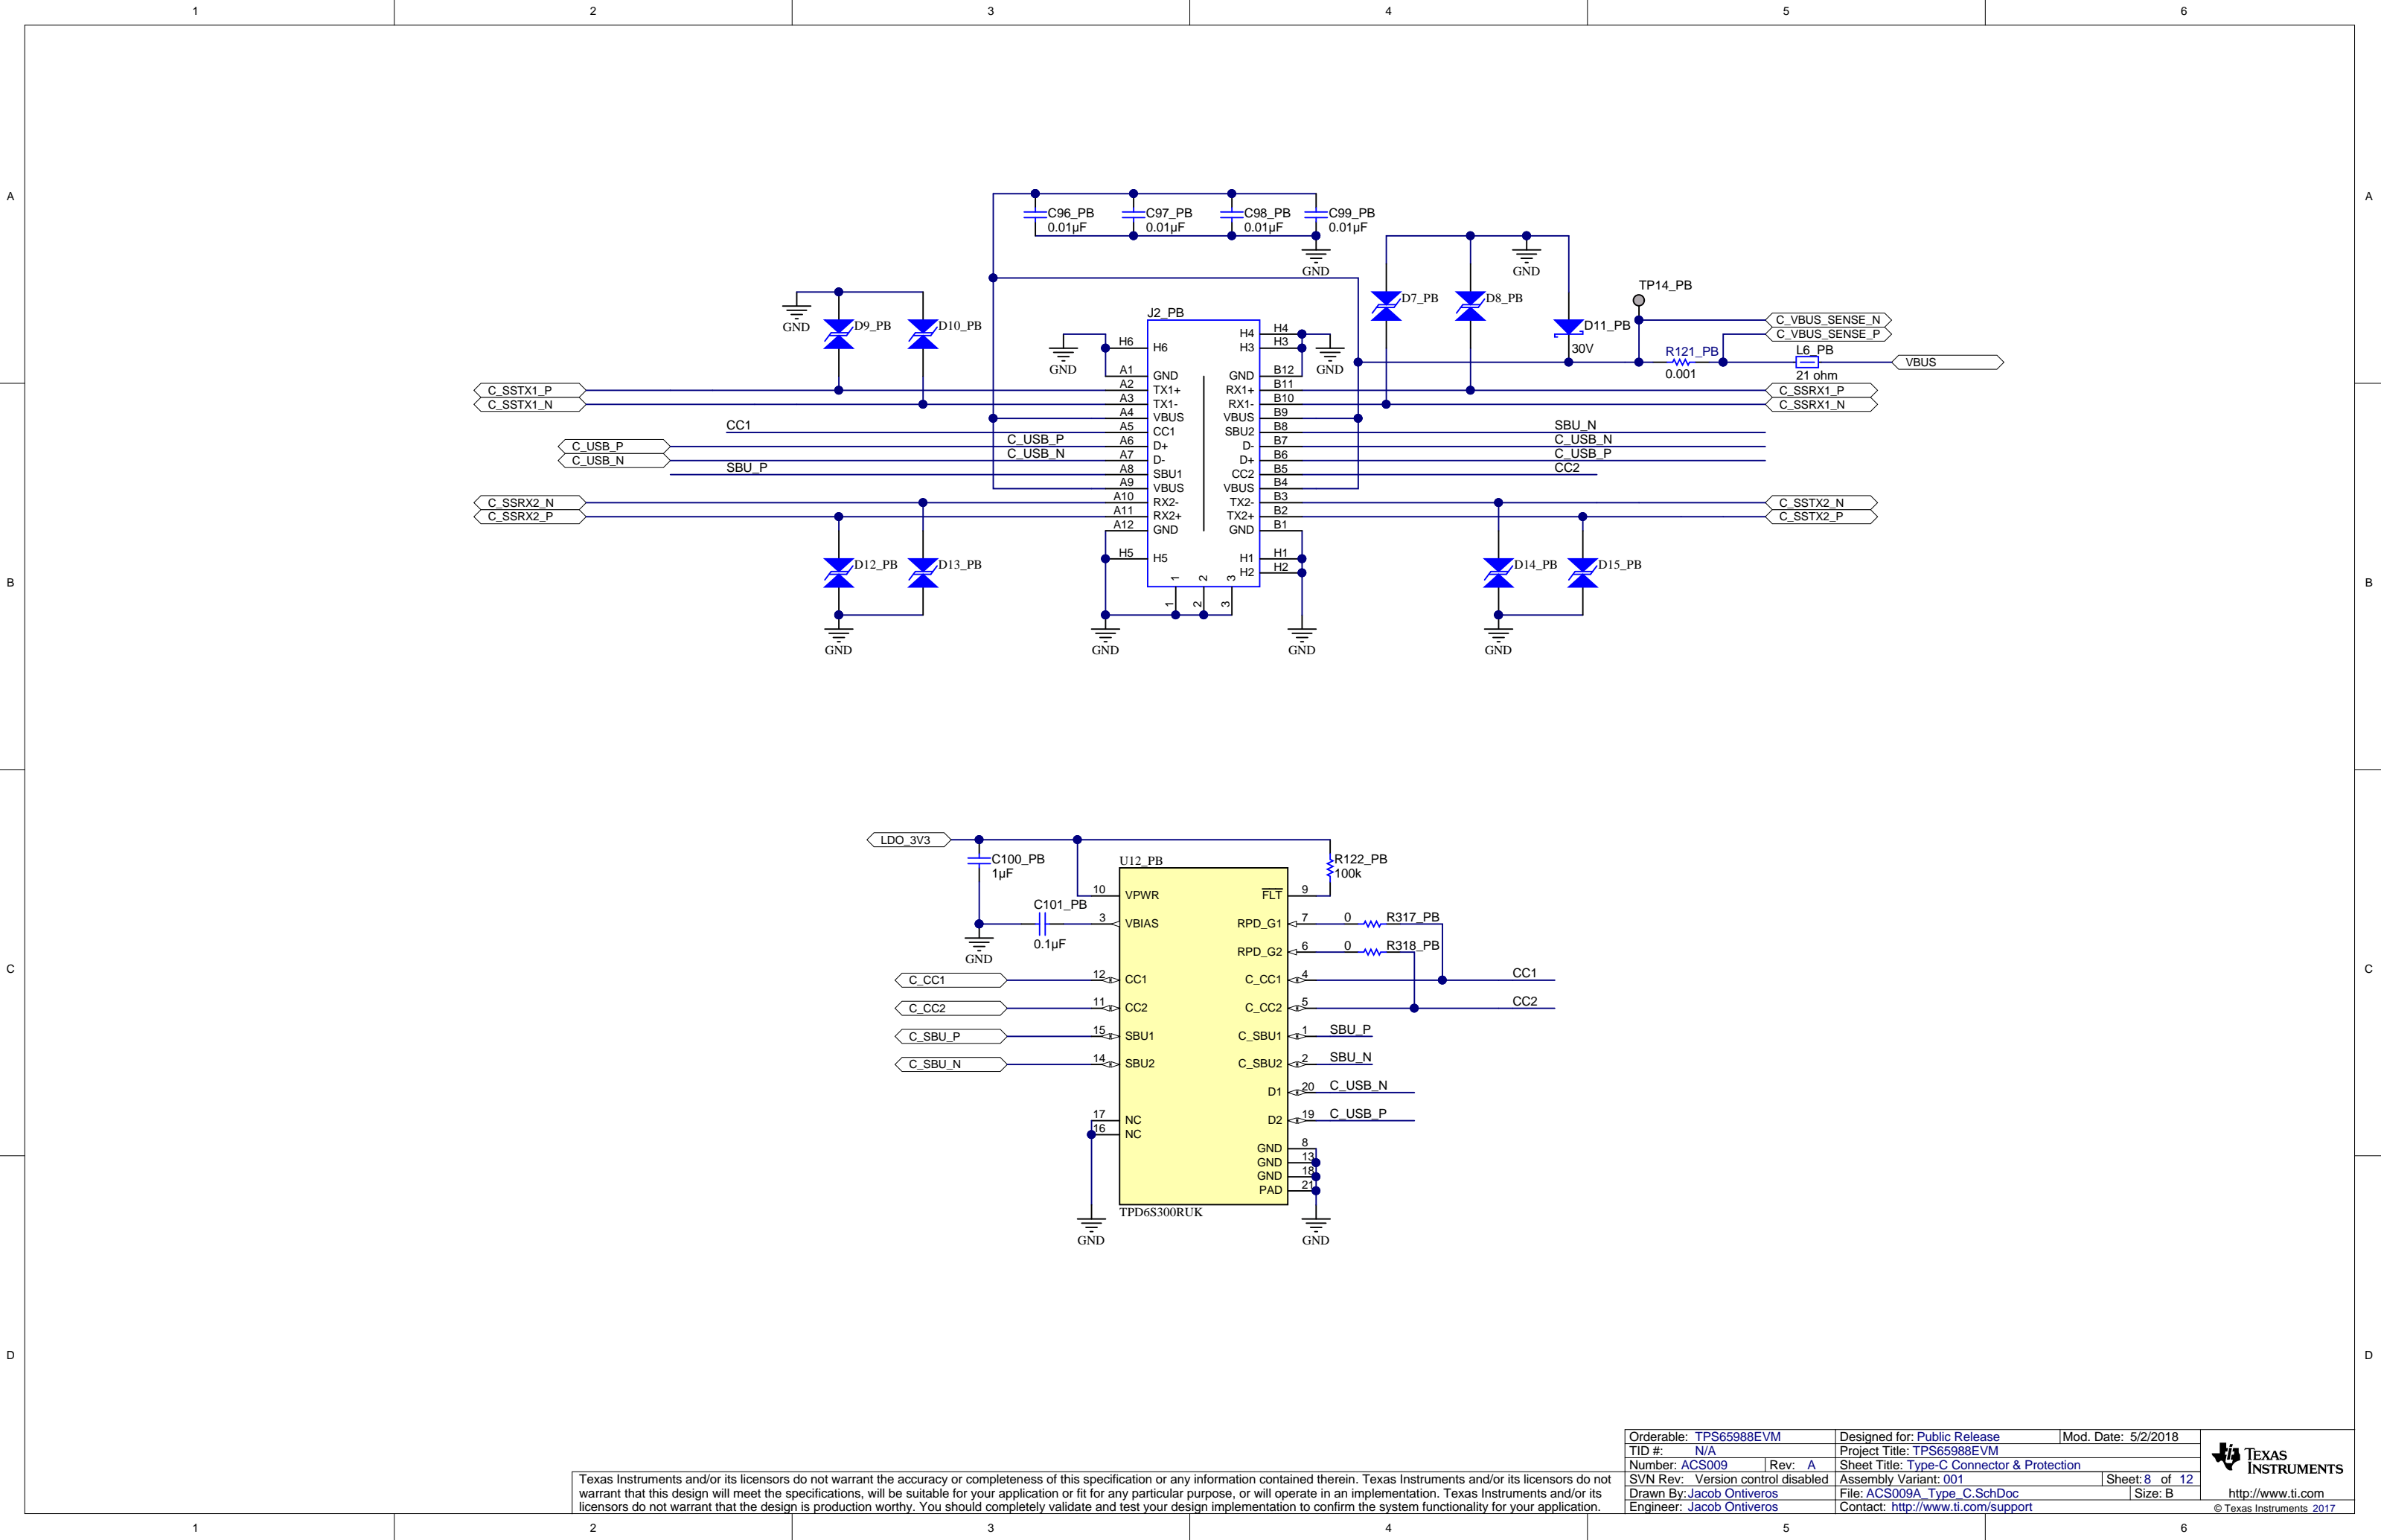 1 2 3 4 5 6
A A
C96_PB C97_PB C98_PB C99_PB
0.01µF 0.01µF 0.01µF 0.01µF
GND GND
TP14_PB
D7_PB D8_PB
J2_PB
GND D9_PB D10_PB
D11_PB C_VBUS_SENSE_N
C_VBUS_SENSE_P
H4 H4
H6 H6 H3 H3
30V R121_PB L6_PB
GND GND VBUS
0.001 21 ohm
A1 GND GND B12
C_SSTX1_P A2 TX1+ RX1+ B11 C_SSRX1_P
C_SSTX1_N A3 TX1- RX1- B10 C_SSRX1_N
A4 VBUS VBUS B9
CC1 A5 CC1 SBU2 B8 SBU_N
C_USB_P C_USB_P A6 D+ D- B7 C_USB_N
C_USB_N C_USB_N A7 D- D+ B6 C_USB_P
SBU_P A8 SBU1 CC2 B5 CC2
A9 VBUS VBUS B4
C_SSRX2_N A10 RX2- TX2- B3 C_SSTX2_N
C_SSRX2_P A11 RX2+ TX2+ B2 C_SSTX2_P
A12 GND GND B1
H5 H5 H1 H1
D12_PB D13_PB H2 H2 D14_PB D15_PB
1 2 3
1 2 3
GND GND GND GND
B B
LDO_3V3
C100_PB U12_PB R122_PB
1µF 100k
10 VPWR FLT 9
C101_PB
3 VBIAS RPD_G1 7 0 R317_PB
0.1µF
GND RPD_G2 6 0 R318_PB
C C
C_CC1 12 CC1 C_CC1 4 CC1
C_CC2 11 CC2 C_CC2 5 CC2
C_SBU_P 15 SBU1 C_SBU1 1 SBU_P
C_SBU_N 14 SBU2 C_SBU2 2 SBU_N
D1 20 C_USB_N
17 NC D2 19 C_USB_P
16 NC
GND 8
GND 13
GND 18
PAD 21
TPD6S300RUK
GND GND
D D
Texas Instruments and/or its licensors do not warrant the accuracy or completeness of this specification or any information contained therein. Texas Instruments and/or its licensors do not
warrant that this design will meet the specifications, will be suitable for your application or fit for any particular purpose, or will operate in an implementation. Texas Instruments and/or its
licensors do not warrant that the design is production worthy. You should completely validate and test your design implementation to confirm the system functionality for your application.
Orderable: TPS65988EVM Designed for: Public Release Mod. Date: 5/2/2018
TID #: N/A Project Title: TPS65988EVM
Number: ACS009 Rev: A Sheet Title: Type-C Connector & Protection
SVN Rev: Version control disabled Assembly Variant: 001 Sheet: 8 of 12
Drawn By: Jacob Ontiveros File: ACS009A_Type_C.SchDoc Size: B
Engineer: Jacob Ontiveros Contact: http://www.ti.com/support
TEXAS
INSTRUMENTS
http://www.ti.com
© Texas Instruments 2017
1 2 3 4 5 6